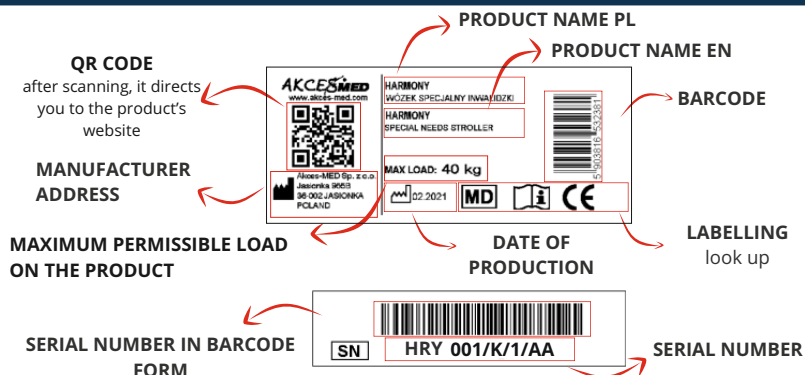 PRODUCT NAME PL
PRODUCT NAME EN
QR CODE
after scanning, it directs
you to the product's
website
AKCESMED
www.akces-med.com
HARMONY
WÓZEK SPECJALNY INWALIDZKI
HARMONY
SPECIAL NEEDS STROLLER
5 903816 532381
BARCODE
MANUFACTURER
ADDRESS
Akces-MED Sp. z o.o.
Jasionka 955B
36-002 JASIONKA
POLAND
MAX LOAD: 40 kg
02.2021
MD
CE
MAXIMUM PERMISSIBLE LOAD
ON THE PRODUCT
DATE OF
PRODUCTION
LABELLING
look up
SERIAL NUMBER IN BARCODE
FORM
SN
HRY 001/K/1/AA
SERIAL NUMBER